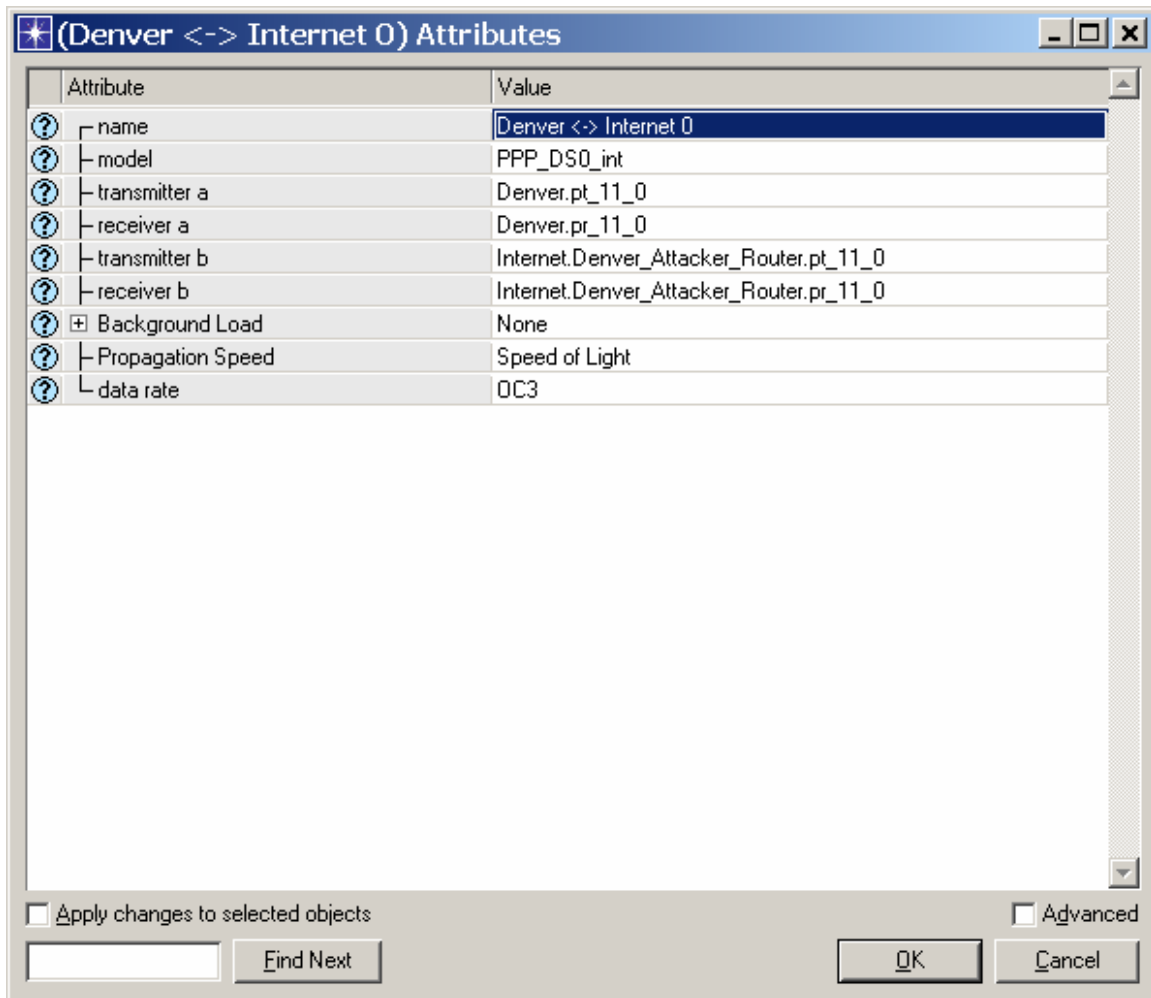 (Denver <-> Internet 0) Attributes
Attribute Value
name Denver <-> Internet 0
model PPP_DS0_int
transmitter a Denver.pt_11_0
receiver a Denver.pr_11_0
transmitter b Internet.Denver_Attacker_Router.pt_11_0
receiver b Internet.Denver_Attacker_Router.pr_11_0
Background Load None
Propagation Speed Speed of Light
data rate OC3
Apply changes to selected objects Advanced
Find Next OK Cancel